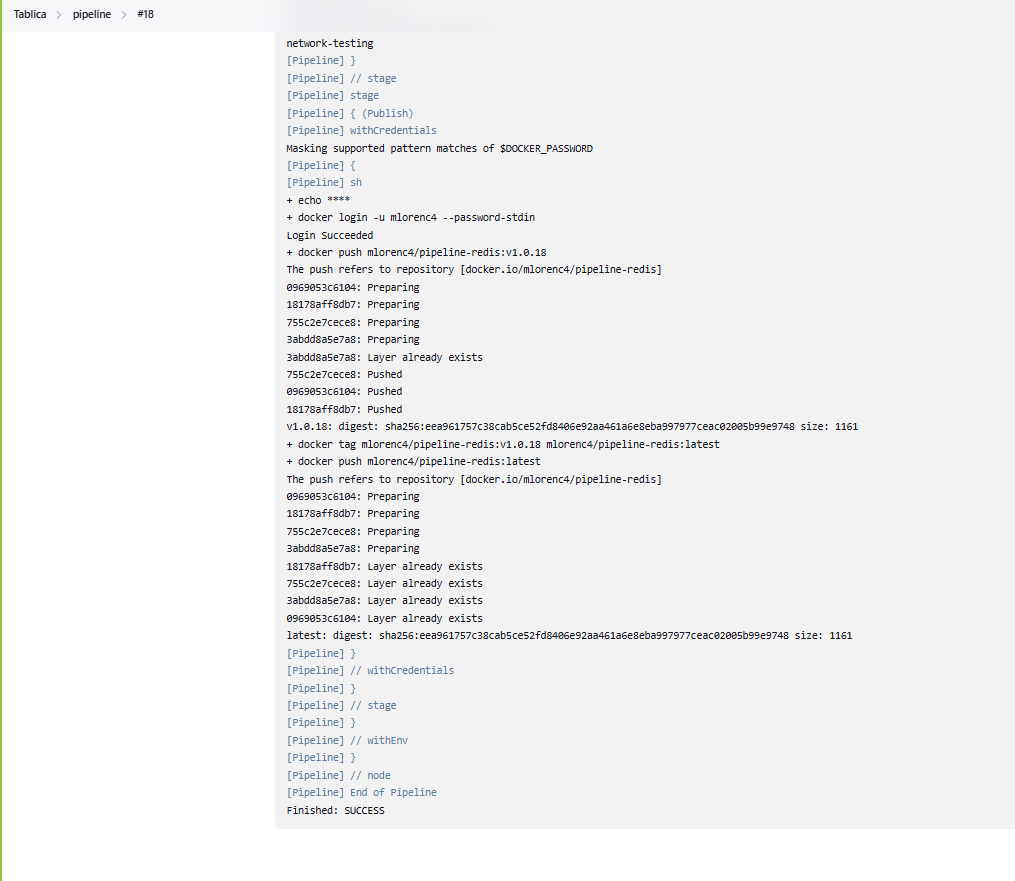 Tablica > pipeline > #18
network-testing
[Pipeline] }
[Pipeline] // stage
[Pipeline] stage
[Pipeline] { (Publish)
[Pipeline] withCredentials
Masking supported pattern matches of $DOCKER_PASSWORD
[Pipeline] {
[Pipeline] sh
+ echo ****
+ docker login -u mlorenc4 --password-stdin
Login Succeeded
+ docker push mlorenc4/pipeline-redis:v1.0.18
The push refers to repository [docker.io/mlorenc4/pipeline-redis]
0969053c6104: Preparing
18178aff8db7: Preparing
755c2e7cece8: Preparing
3abdd8a5e7a8: Preparing
3abdd8a5e7a8: Layer already exists
755c2e7cece8: Pushed
0969053c6104: Pushed
18178aff8db7: Pushed
v1.0.18: digest: sha256:eea961757c38cab5ce52fd8406e92aa461a6e8eba997977ceac02005b99e9748 size: 1161
+ docker tag mlorenc4/pipeline-redis:v1.0.18 mlorenc4/pipeline-redis:latest
+ docker push mlorenc4/pipeline-redis:latest
The push refers to repository [docker.io/mlorenc4/pipeline-redis]
0969053c6104: Preparing
18178aff8db7: Preparing
755c2e7cece8: Preparing
3abdd8a5e7a8: Preparing
18178aff8db7: Layer already exists
755c2e7cece8: Layer already exists
3abdd8a5e7a8: Layer already exists
0969053c6104: Layer already exists
latest: digest: sha256:eea961757c38cab5ce52fd8406e92aa461a6e8eba997977ceac02005b99e9748 size: 1161
[Pipeline] }
[Pipeline] // withCredentials
[Pipeline] }
[Pipeline] // stage
[Pipeline] }
[Pipeline] // withEnv
[Pipeline] }
[Pipeline] // node
[Pipeline] End of Pipeline
Finished: SUCCESS